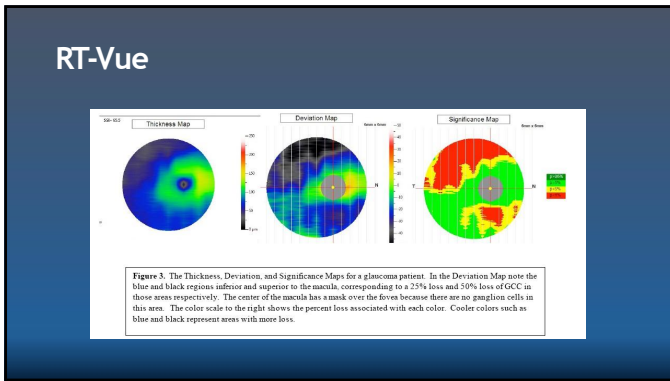 RT-Vue
Thickness Map
Deviation Map
Significance Map
N
T
N
Figure 3. The Thickness, Deviation, and Significance Maps for a glaucoma patient. In the Deviation Map note the
blue and black regions inferior and superior to the macula, corresponding to a 25% loss and 50% loss of GCC in
those areas respectively. The center of the macula has a mask over the fovea because there are no ganglion cells in
this area. The color scale to the right shows the percent loss associated with each color. Cooler colors such as
blue and black represent areas with more loss.